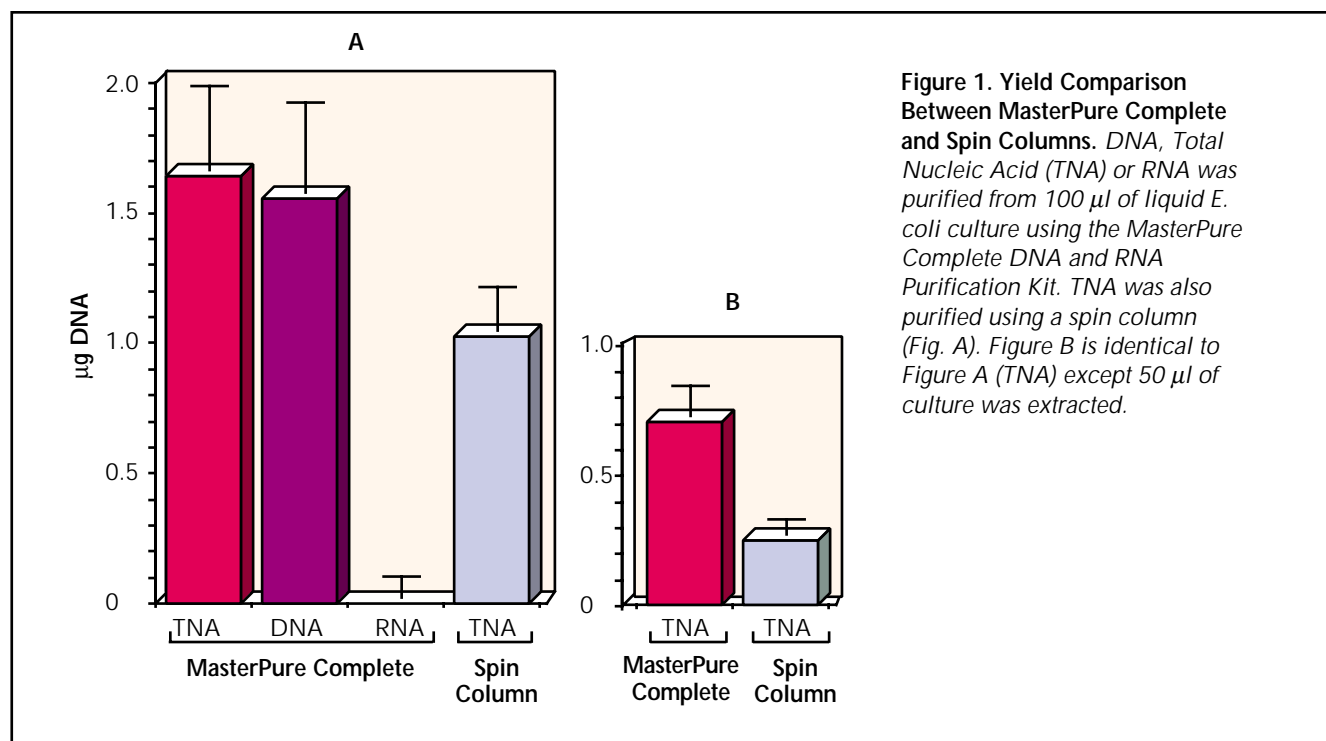 A
2.0
1.5
1.0
0.5
0
µg DNA
TNA DNA RNA TNA
MasterPure Complete Spin
Column
B
1.0
0.5
0
TNA TNA
MasterPure Spin
Complete Column
Figure 1. Yield Comparison
Between MasterPure Complete
and Spin Columns. DNA, Total
Nucleic Acid (TNA) or RNA was
purified from 100 µl of liquid E.
coli culture using the MasterPure
Complete DNA and RNA
Purification Kit. TNA was also
purified using a spin column
(Fig. A). Figure B is identical to
Figure A (TNA) except 50 µl of
culture was extracted.